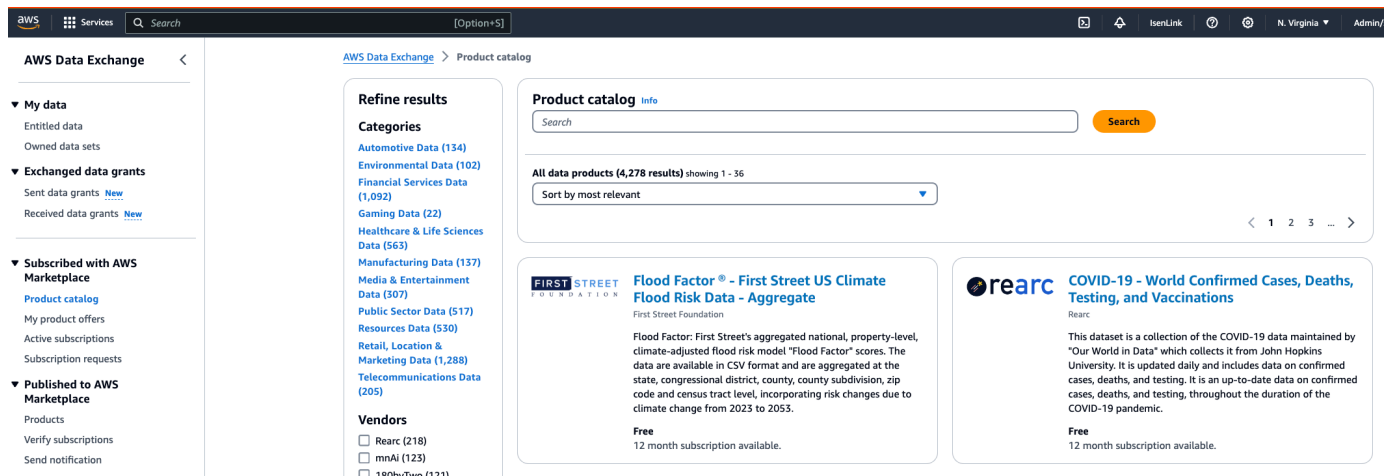 aws
Services
Search
[Option+S]
IsenLink
N. Virginia
Admin/
AWS Data Exchange
My data
Entitled data
Owned data sets
Exchanged data grants
Sent data grants New
Received data grants New
Subscribed with AWS
Marketplace
Product catalog
My product offers
Active subscriptions
Subscription requests
Published to AWS
Marketplace
Products
Verify subscriptions
Send notification
AWS Data Exchange > Product catalog
Refine results
Categories
Automotive Data (134)
Environmental Data (102)
Financial Services Data
(1,092)
Gaming Data (22)
Healthcare & Life Sciences
Data (563)
Manufacturing Data (137)
Media & Entertainment
Data (307)
Public Sector Data (517)
Resources Data (530)
Retail, Location &
Marketing Data (1,288)
Telecommunications Data
(205)
Vendors
Rearc (218)
mnAi (123)
180byTwo (121)
Product catalog Info
Search
Search
All data products (4,278 results) showing 1 - 36
Sort by most relevant
< 1 2 3 ... >
FIRST STREET
FOUNDATION
Flood Factor ® - First Street US Climate
Flood Risk Data - Aggregate
First Street Foundation
Flood Factor: First Street's aggregated national, property-level,
climate-adjusted flood risk model "Flood Factor" scores. The
data are available in CSV format and are aggregated at the
state, congressional district, county, county subdivision, zip
code and census tract level, incorporating risk changes due to
climate change from 2023 to 2053.
Free
12 month subscription available.
rearc
COVID-19 - World Confirmed Cases, Deaths,
Testing, and Vaccinations
Rearc
This dataset is a collection of the COVID-19 data maintained by
"Our World in Data" which collects it from John Hopkins
University. It is updated daily and includes data on confirmed
cases, deaths, and testing. It is an up-to-date data on confirmed
cases, deaths, and testing, throughout the duration of the
COVID-19 pandemic.
Free
12 month subscription available.